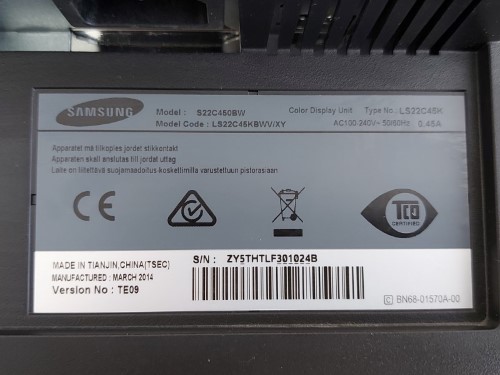 SAMSUNG
Model : S22C450BW
Color Display Unit Type No.: LS22C45K
Model Code : LS22C45KBWV/XY
AC100-240V~ 50/60Hz 0.45A
Apparatet må tilkoples jordet stikkontakt
Apparaten skall anslutas till jordat uttag
Laite on liitettävä suojamaadoitus-koskettimilla varustettuun pistorasiaan
CE
TCO
CERTIFIED
S/N : ZY5THTLF301024B
MADE IN TIANJIN,CHINA(TSEC)
MANUFACTURED : MARCH 2014
Version No : TE09
C BN68-01570A-00